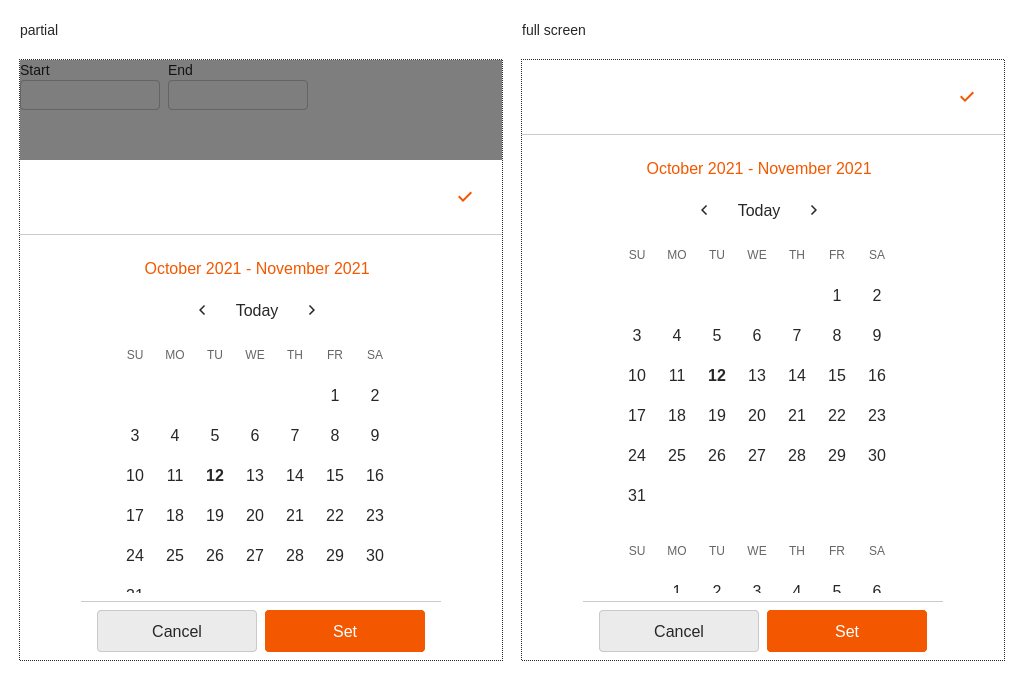 partial
Start End
October 2021 - November 2021
Today
SU MO TU WE TH FR SA
1 2
3 4 5 6 7 8 9
10 11 12 13 14 15 16
17 18 19 20 21 22 23
24 25 26 27 28 29 30
31
Cancel Set
full screen
October 2021 - November 2021
Today
SU MO TU WE TH FR SA
1 2
3 4 5 6 7 8 9
10 11 12 13 14 15 16
17 18 19 20 21 22 23
24 25 26 27 28 29 30
31
SU MO TU WE TH FR SA
1 2 3 4 5 6
Cancel Set